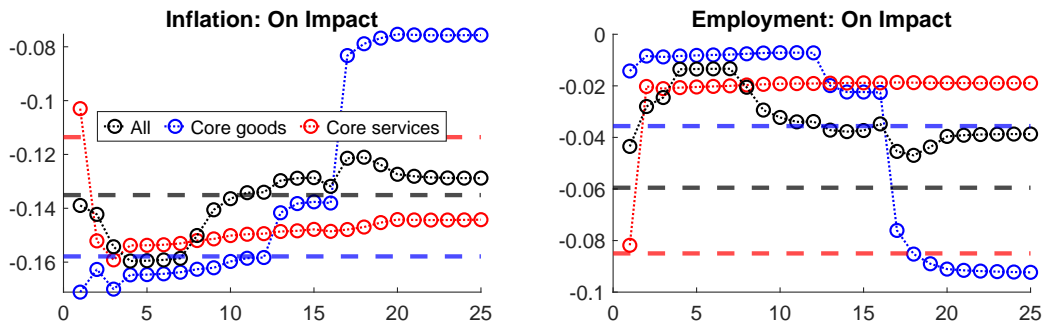 Inflation: On Impact
-0.08
-0.1
-0.12
-0.14
-0.16
All Core goods Core services
0 5 10 15 20 25
Employment: On Impact
0
-0.02
-0.04
-0.06
-0.08
-0.1
0 5 10 15 20 25